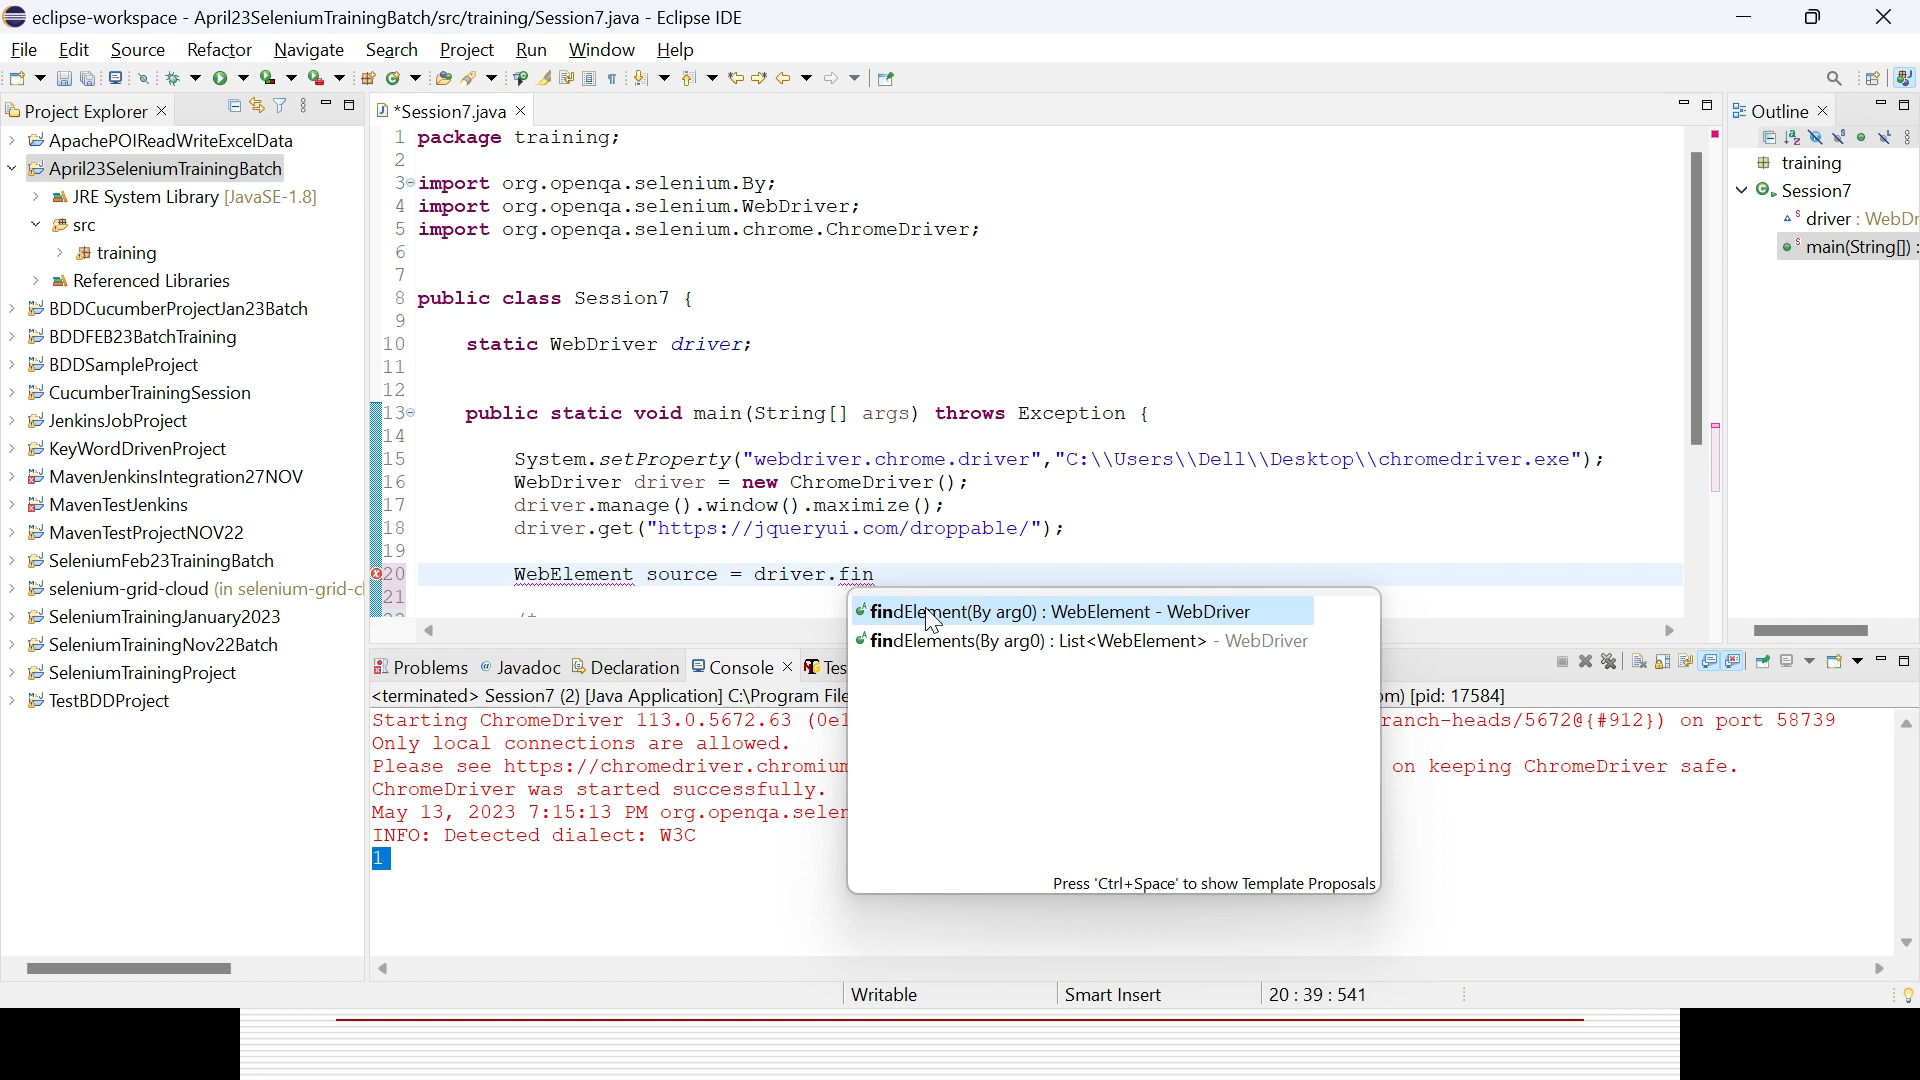 eclipse-workspace - April23SeleniumTrainingBatch/src/training/Session7.java - Eclipse IDE
File Edit Source Refactor Navigate Search Project Run Window Help
Project Explorer
ApachePOIReadWriteExcelData
April23SeleniumTrainingBatch
JRE System Library [JavaSE-1.8]
src
training
Referenced Libraries
BDDCucumberProjectJan23Batch
BDDFEB23BatchTraining
BDDSampleProject
CucumberTrainingSession
JenkinsJobProject
KeyWordDrivenProject
MavenJenkinsIntegration27NOV
MavenTestJenkins
MavenTestProjectNOV22
SeleniumFeb23TrainingBatch
selenium-grid-cloud (in selenium-grid-cl
SeleniumTrainingJanuary2023
SeleniumTrainingNov22Batch
SeleniumTrainingProject
TestBDDProject
*Session7.java
1 package training;
2
3 import org.openqa.selenium.By;
4 import org.openqa.selenium.WebDriver;
5 import org.openqa.selenium.chrome.ChromeDriver;
6
7
8 public class Session7 {
9
10 static WebDriver driver;
11
12
13 public static void main(String[] args) throws Exception {
14
15 System.setProperty("webdriver.chrome.driver","C:\\Users\\Dell\\Desktop\\chromedriver.exe");
16 WebDriver driver = new ChromeDriver();
17 driver.manage().window().maximize();
18 driver.get("https://jqueryui.com/droppable/");
19
20 WebElement source = driver.fin
21
findElement(By arg0) : WebElement - WebDriver
findElements(By arg0) : List<WebElement> - WebDriver
Press 'Ctrl+Space' to show Template Proposals
Outline
training
Session7
driver : WebDr
main(String[]) :
Problems Javadoc Declaration Console Tes
<terminated> Session7 (2) [Java Application] C:\Program File om) [pid: 17584]
Starting ChromeDriver 113.0.5672.63 (0e1 ranch-heads/5672@{#912}) on port 58739
Only local connections are allowed.
Please see https://chromedriver.chromium on keeping ChromeDriver safe.
ChromeDriver was started successfully.
May 13, 2023 7:15:13 PM org.openqa.selen
INFO: Detected dialect: W3C
1
Writable Smart Insert 20 : 39 : 541